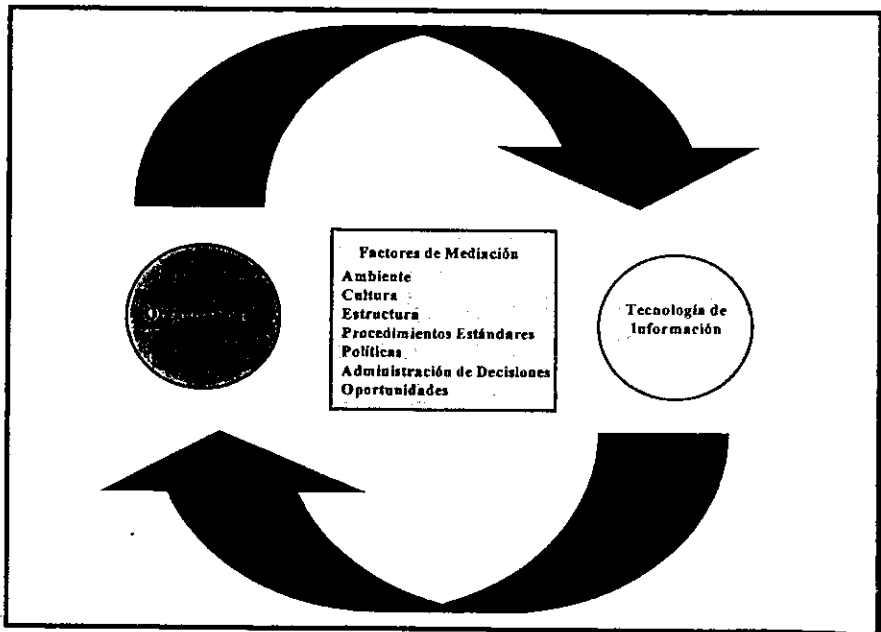 Factores de Mediación
Ambiente
Cultura
Estructura
Procedimientos Estándares
Políticas
Administración de Decisiones
Oportunidades
Tecnología de
Información